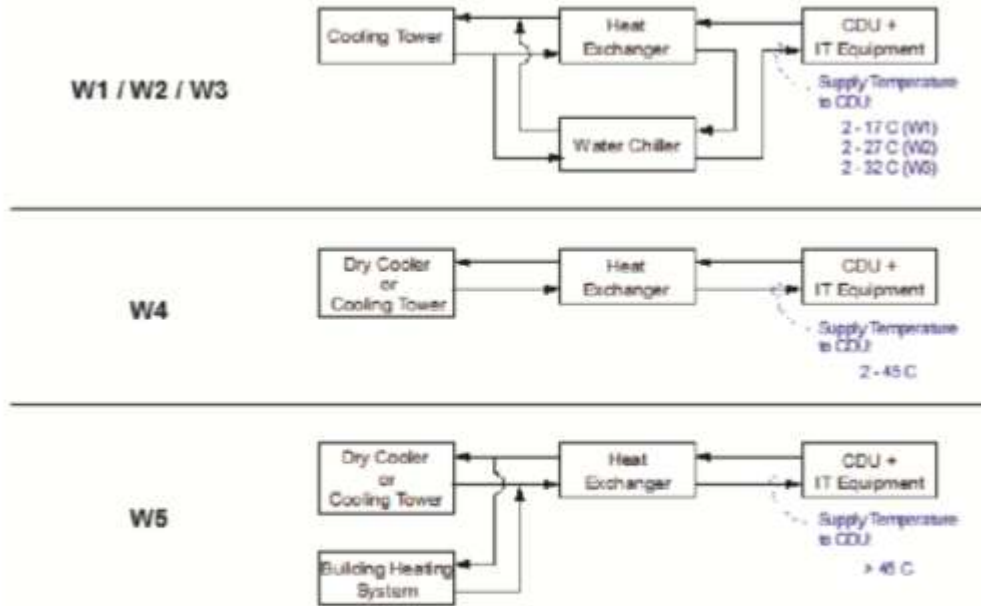 W1 / W2 / W3
Cooling Tower
Heat
Exchanger
CDU +
IT Equipment
Supply Temperature
to CDU:
2 - 17 C (W1)
2 - 27 C (W2)
2 - 32 C (W3)
Water Chiller
W4
Dry Cooler
or
Cooling Tower
Heat
Exchanger
CDU +
IT Equipment
Supply Temperature
to CDU:
2 - 45 C
W5
Dry Cooler
or
Cooling Tower
Heat
Exchanger
CDU +
IT Equipment
Supply Temperature
to CDU:
> 45 C
Building Heating
System